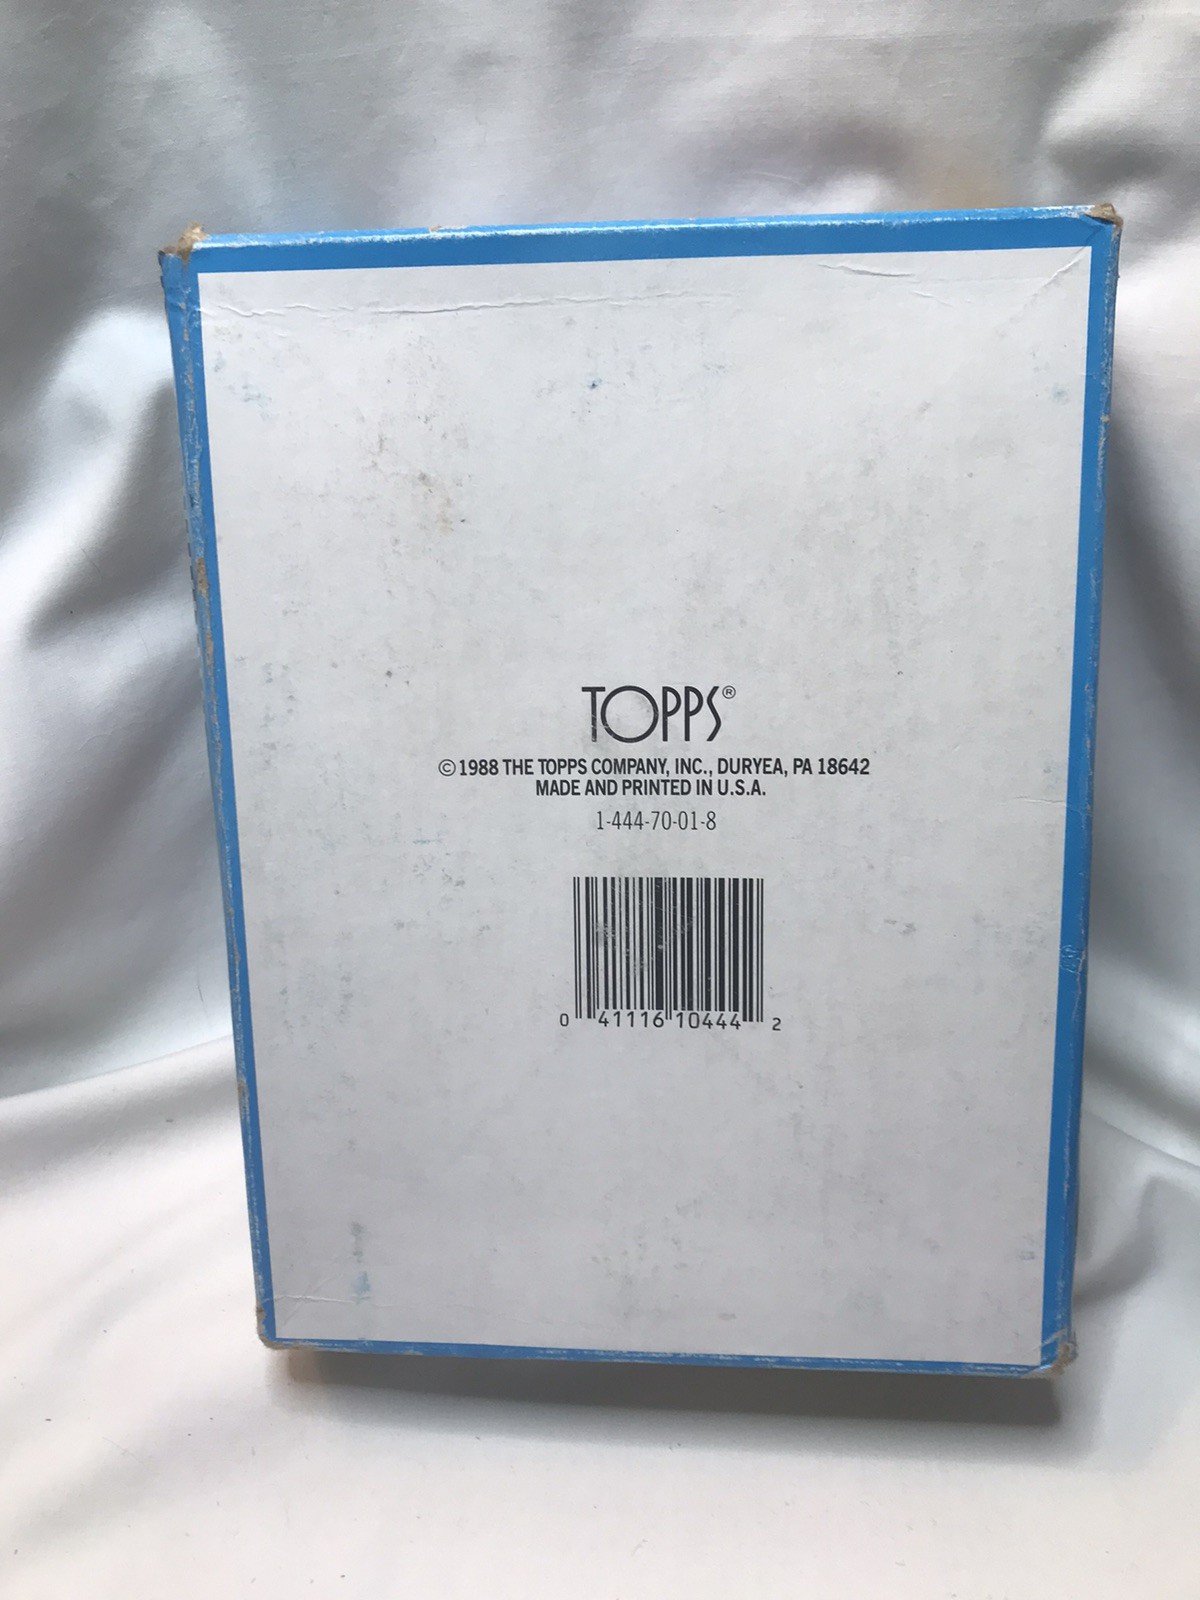 TOPPS®
© 1988 THE TOPPS COMPANY, INC., DURYEA, PA 18642
MADE AND PRINTED IN U.S.A.
1-444-70-01-8
0 41116 10444 2